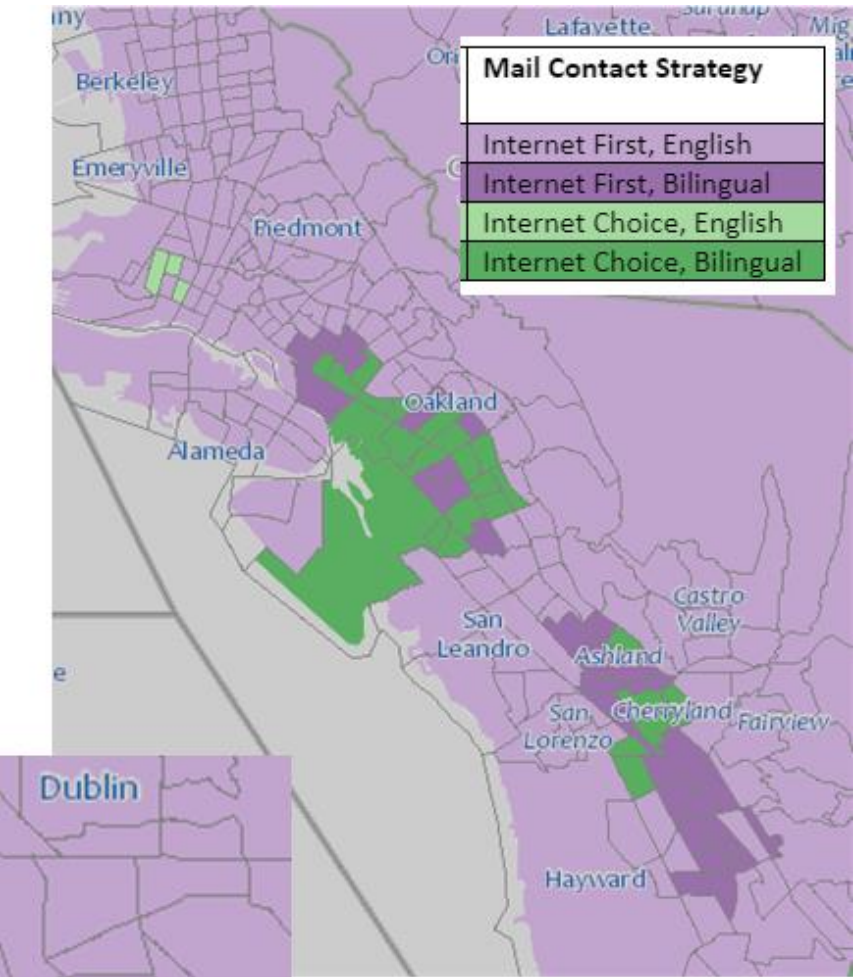 Lafayette
Berkeley
Mail Contact Strategy
Internet First, English
Internet First, Bilingual
Internet Choice, English
Internet Choice, Bilingual
Emeryville
Piedmont
Oakland
Alameda
Castro
Valley
San
Leandro
Ashland
San
Lorenzo
Cherryland
Fairview
Dublin
Hayward